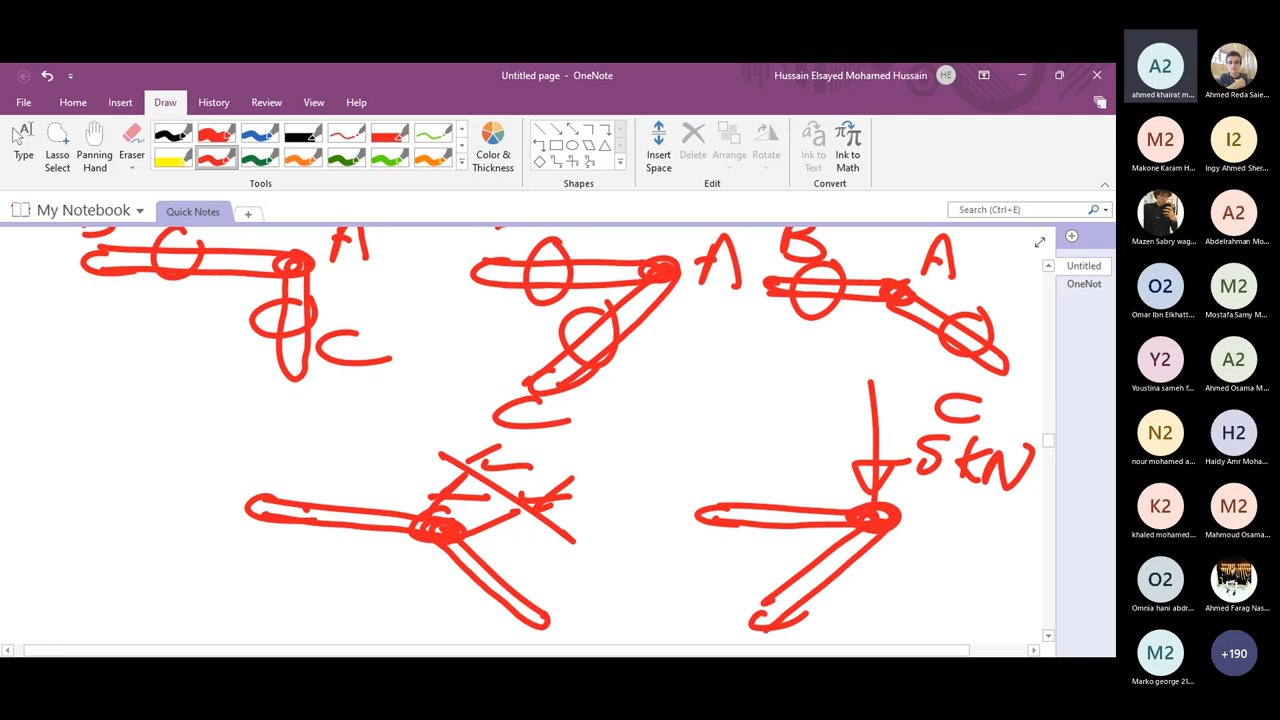 Untitled page - OneNote
Hussain Elsayed Mohamed Hussain
HE
File
Home
Insert
Draw
History
Review
View
Help
Type
Lasso
Select
Panning
Hand
Eraser
Color &
Thickness
Insert
Space
Delete
Arrange
Rotate
Ink to
Text
Ink to
Math
Tools
Shapes
Edit
Convert
My Notebook
Quick Notes
Search (Ctrl+E)
Untitled
OneNot
A
C
A
C
B
A
C
5 KN
A2
ahmed khairat m...
Ahmed Reda Saie...
M2
Makone Karam H...
I2
Ingy Ahmed Sher...
Mazen Sabry wag...
A2
Abdelrahman Mo...
O2
Omar Ibn Elkhatt...
M2
Mostafa Samy M...
Y2
Youstina sameh f...
A2
Ahmed Osama M...
N2
nour mohamed a...
H2
Haidy Amr Moha...
K2
khaled mohamed...
M2
Mahmoud Osama...
O2
Omnia hani abdr...
Ahmed Farag Nas...
M2
Marko george 21...
+190